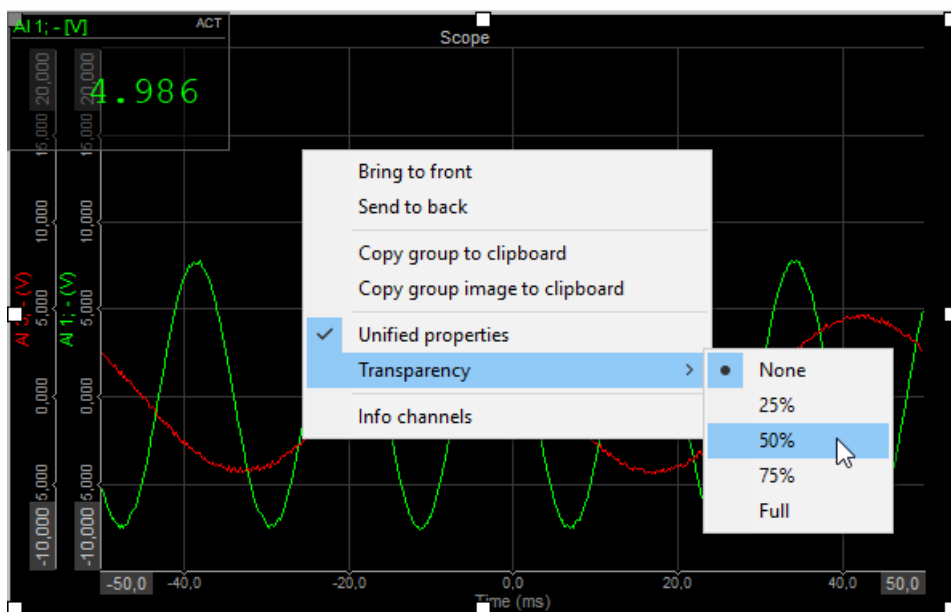 AI 1; - [V]
ACT
Scope
4.986
20,000
15,000
10,000
5,000
0,000
-5,000
-10,000
AI 3; - (V)
20,000
15,000
10,000
5,000
0,000
-5,000
-10,000
AI 1; - (V)
Bring to front
Send to back
Copy group to clipboard
Copy group image to clipboard
Unified properties
Transparency
Info channels
None
25%
50%
75%
Full
-50,0
-40,0
-20,0
0,0
20,0
40,0
50,0
Time (ms)